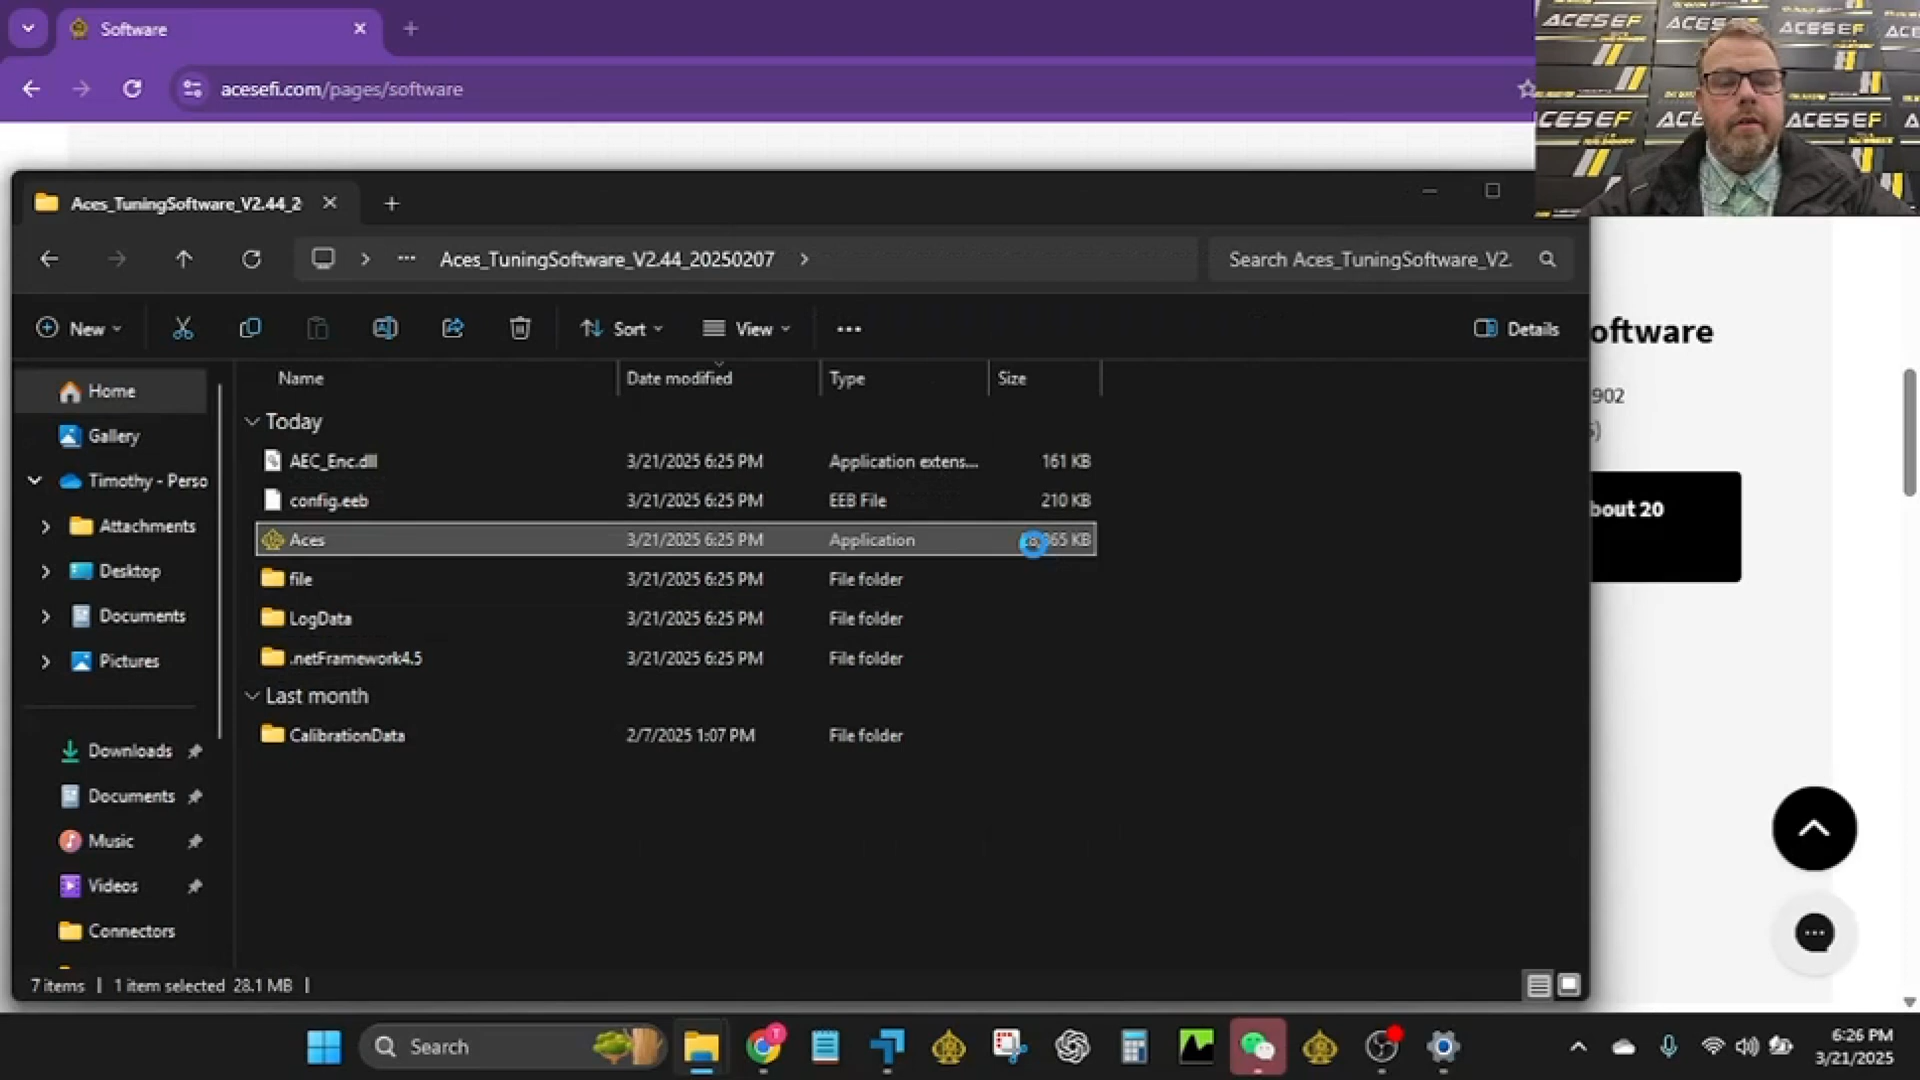 Software
acesefi.com/pages/software
ACESEF
ACESEF
ACESEF
ACESEF
Aces_TuningSoftware_V2.44_2
Aces_TuningSoftware_V2.44_20250207
Search Aces_TuningSoftware_V2.
New
Sort
View
Details
oftware
902
bout 20
Name
Date modified
Type
Size
Home
Gallery
Timothy - Perso
Attachments
Desktop
Documents
Pictures
Downloads
Documents
Music
Videos
Connectors
Today
AEC_Enc.dll 3/21/2025 6:25 PM Application extens... 161 KB
config.eeb 3/21/2025 6:25 PM EEB File 210 KB
Aces 3/21/2025 6:25 PM Application 365 KB
file 3/21/2025 6:25 PM File folder
LogData 3/21/2025 6:25 PM File folder
.netFramework4.5 3/21/2025 6:25 PM File folder
Last month
CalibrationData 2/7/2025 1:07 PM File folder
7 items | 1 item selected 28.1 MB |
Search
6:26 PM
3/21/2025